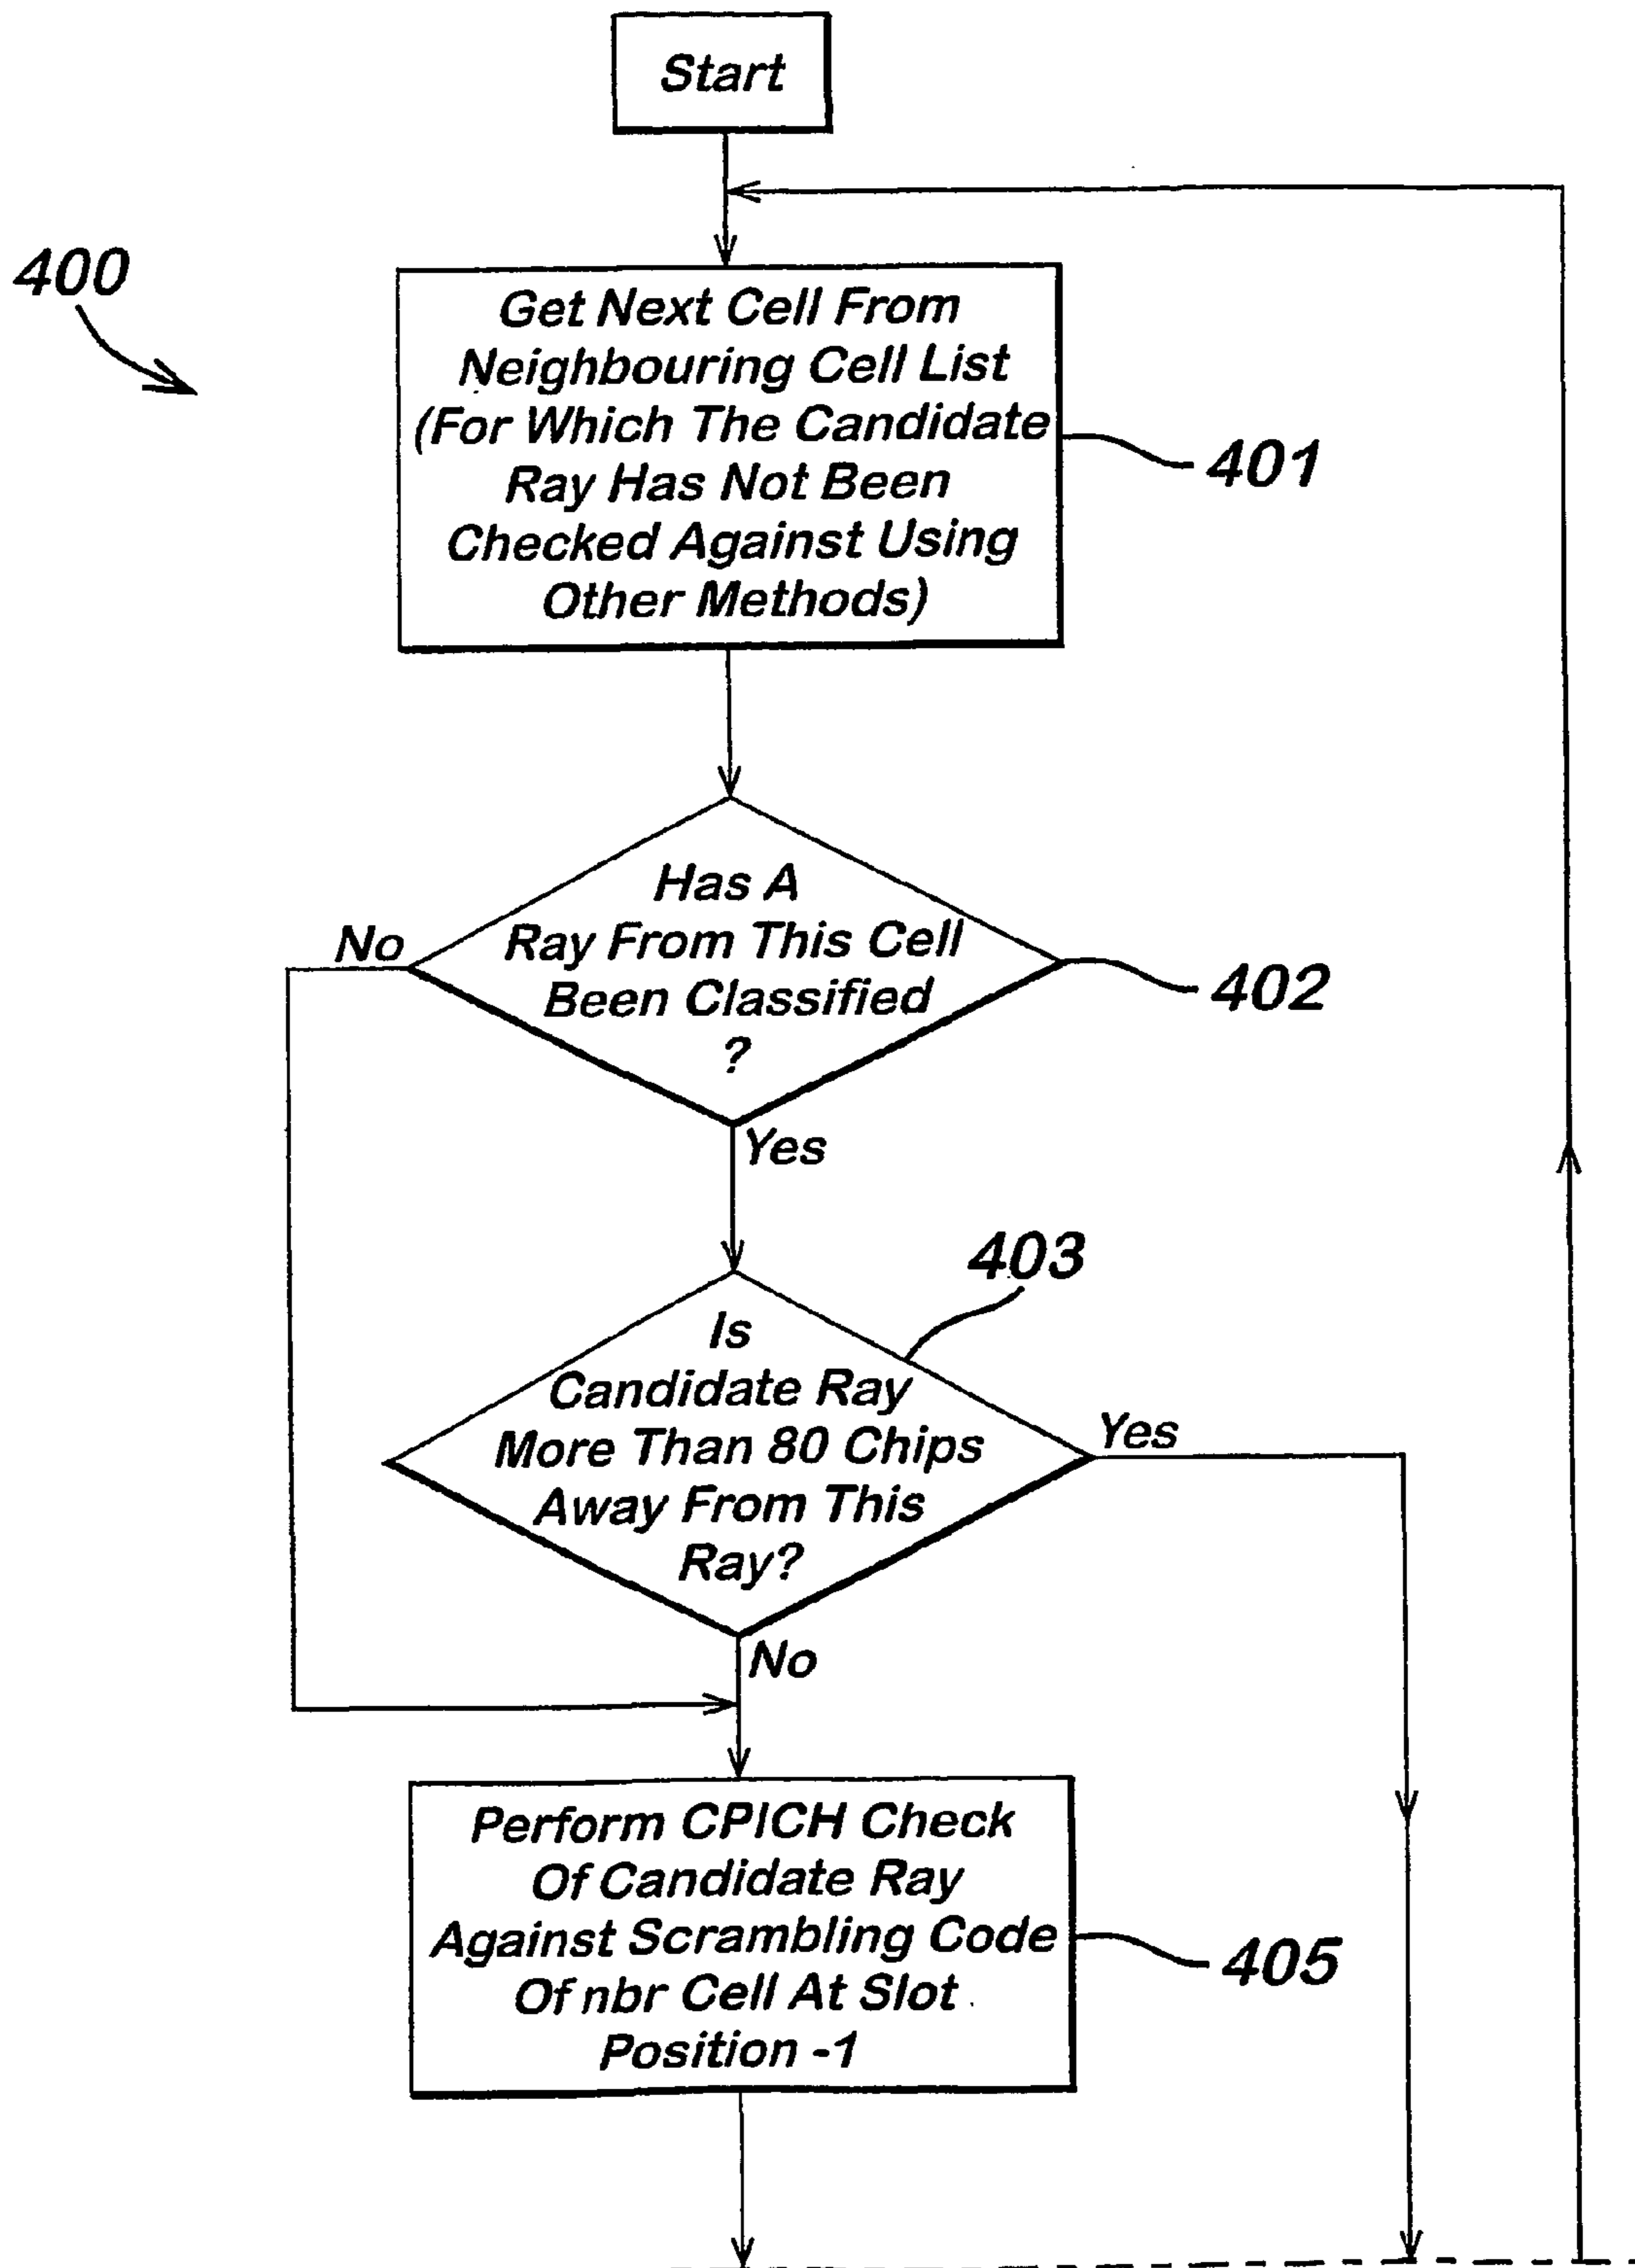 Start
400
Get Next Cell From
Neighbouring Cell List
(For Which The Candidate
Ray Has Not Been
Checked Against Using
Other Methods)
401
Has A
Ray From This Cell
Been Classified
?
No
402
Yes
403
Is
Candidate Ray
More Than 80 Chips
Away From This
Ray?
Yes
No
Perform CPICH Check
Of Candidate Ray
Against Scrambling Code
Of nbr Cell At Slot
Position -1
405